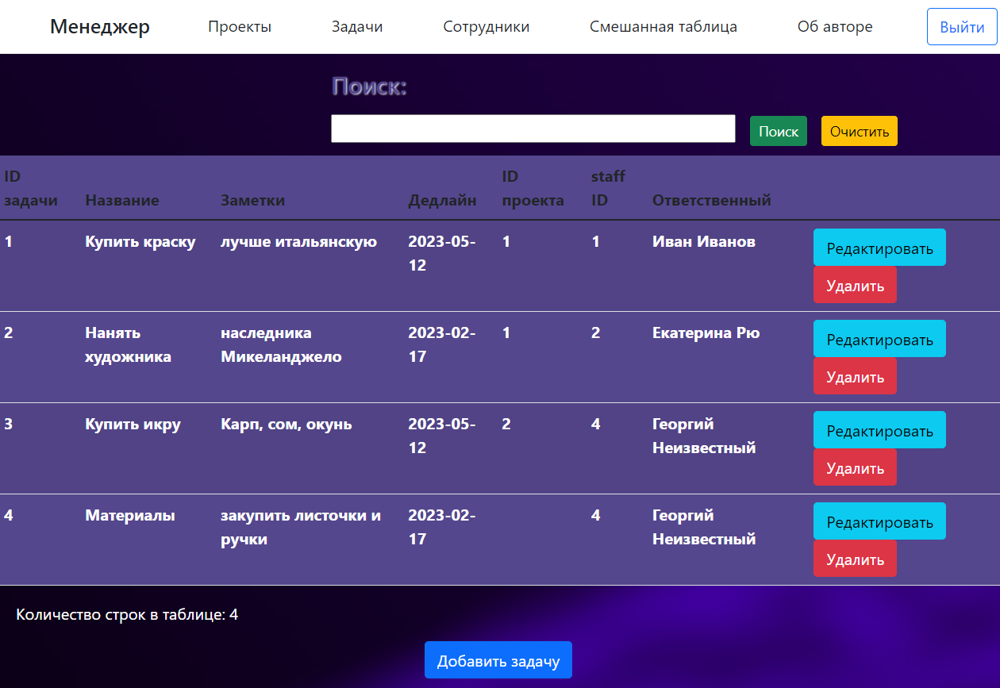 Менеджер Проекты Задачи Сотрудники Смешанная таблица Об авторе Выйти
Поиск:
Поиск Очистить
ID задачи Название Заметки Дедлайн ID проекта staff ID Ответственный
1 Купить краску лучше итальянскую 2023-05-12 1 1 Иван Иванов Редактировать
Удалить
2 Нанять художника наследника Микеланджело 2023-02-17 1 2 Екатерина Рю Редактировать
Удалить
3 Купить икру Карп, сом, окунь 2023-05-12 2 4 Георгий Неизвестный Редактировать
Удалить
4 Материалы закупить листочки и ручки 2023-02-17 4 Георгий Неизвестный Редактировать
Удалить
Количество строк в таблице: 4
Добавить задачу